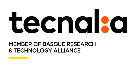 tecnalia
MEMBER OF BASQUE RESEARCH
& TECHNOLOGY ALLIANCE